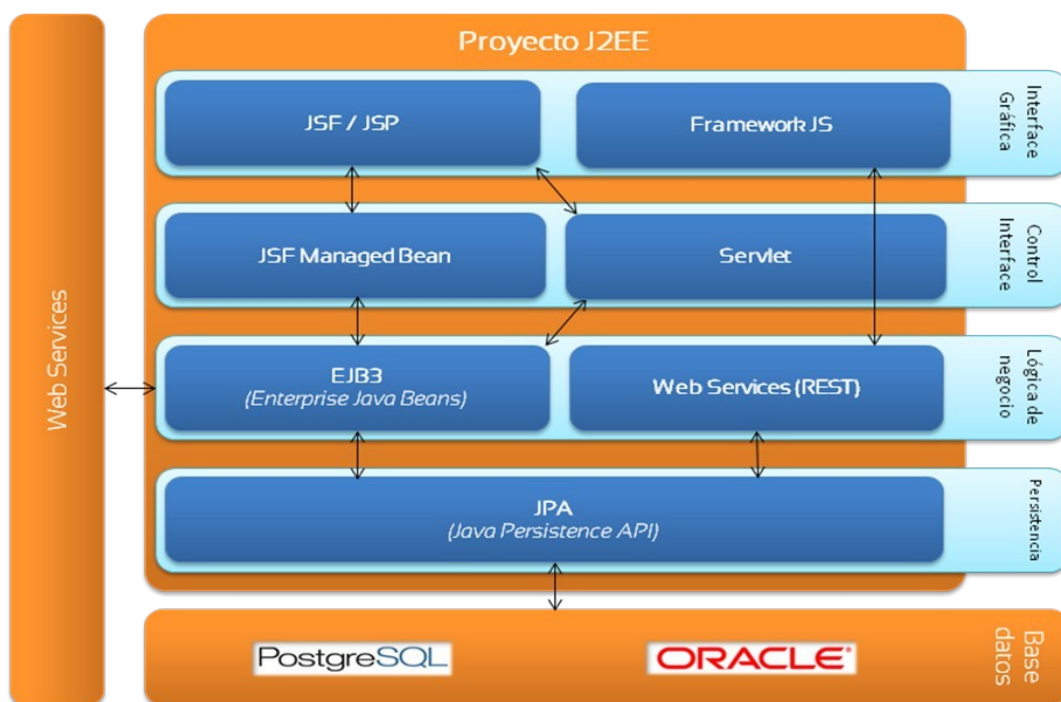 Proyecto J2EE
Web Services
JSF / JSP
Framework JS
Interface
Gráfica
JSF Managed Bean
Servlet
Control
Interface
EJB3
(Enterprise Java Beans)
Web Services (REST)
Lógica de
negocio
JPA
(Java Persistence API)
Persistencia
PostgreSQL
ORACLE®
Base
datos